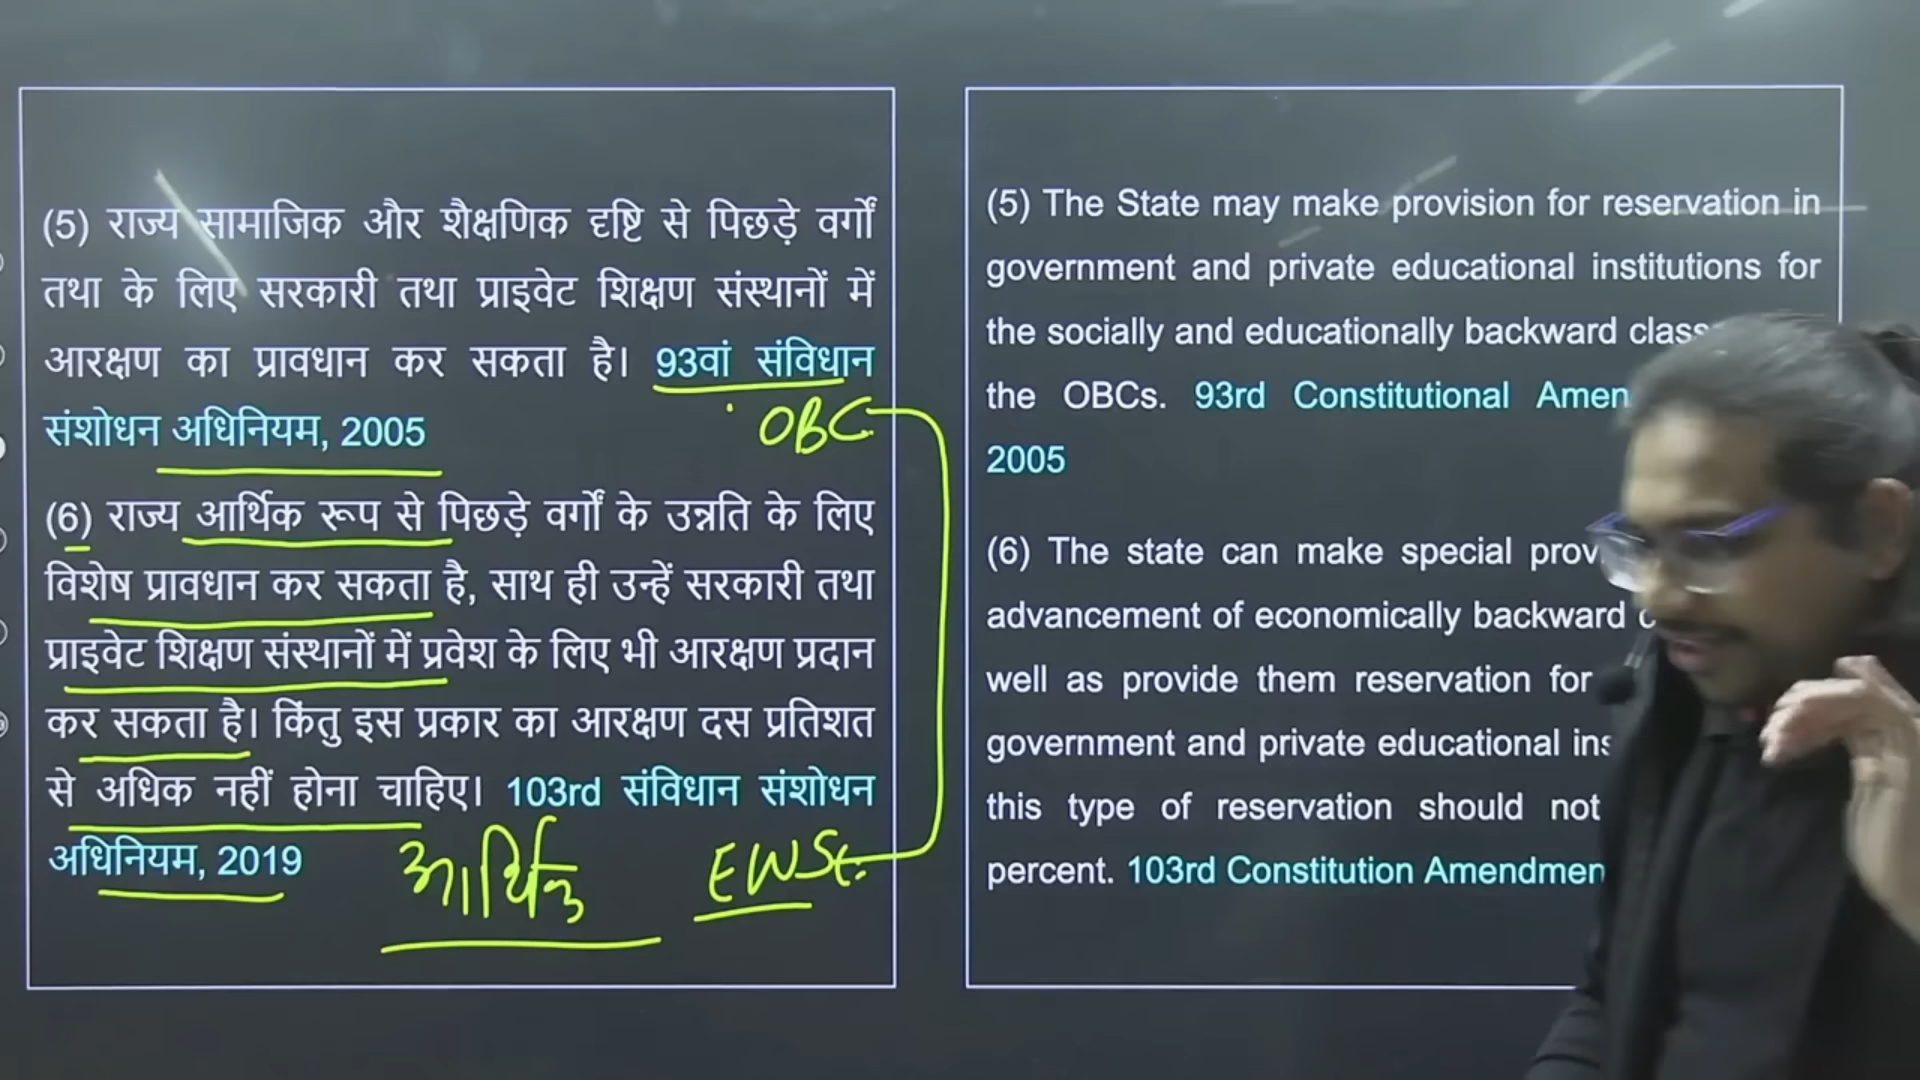 (5) राज्य सामाजिक और शैक्षणिक दृष्टि से पिछड़े वर्गों
तथा के लिए सरकारी तथा प्राइवेट शिक्षण संस्थानों में
आरक्षण का प्रावधान कर सकता है। 93वां संविधान
संशोधन अधिनियम, 2005
OBC
(6) राज्य आर्थिक रूप से पिछड़े वर्गों के उन्नति के लिए
विशेष प्रावधान कर सकता है, साथ ही उन्हें सरकारी तथा
प्राइवेट शिक्षण संस्थानों में प्रवेश के लिए भी आरक्षण प्रदान
कर सकता है। किंतु इस प्रकार का आरक्षण दस प्रतिशत
से अधिक नहीं होना चाहिए। 103rd संविधान संशोधन
अधिनियम, 2019
आर्थिक EWS
(5) The State may make provision for reservation in
government and private educational institutions for
the socially and educationally backward
the OBCs. 93rd Constitutional
2005
(6) The state can make special
advancement of economically backward
well as provide them reservation for
government and private educational
this type of reservation should not
percent. 103rd Constitution